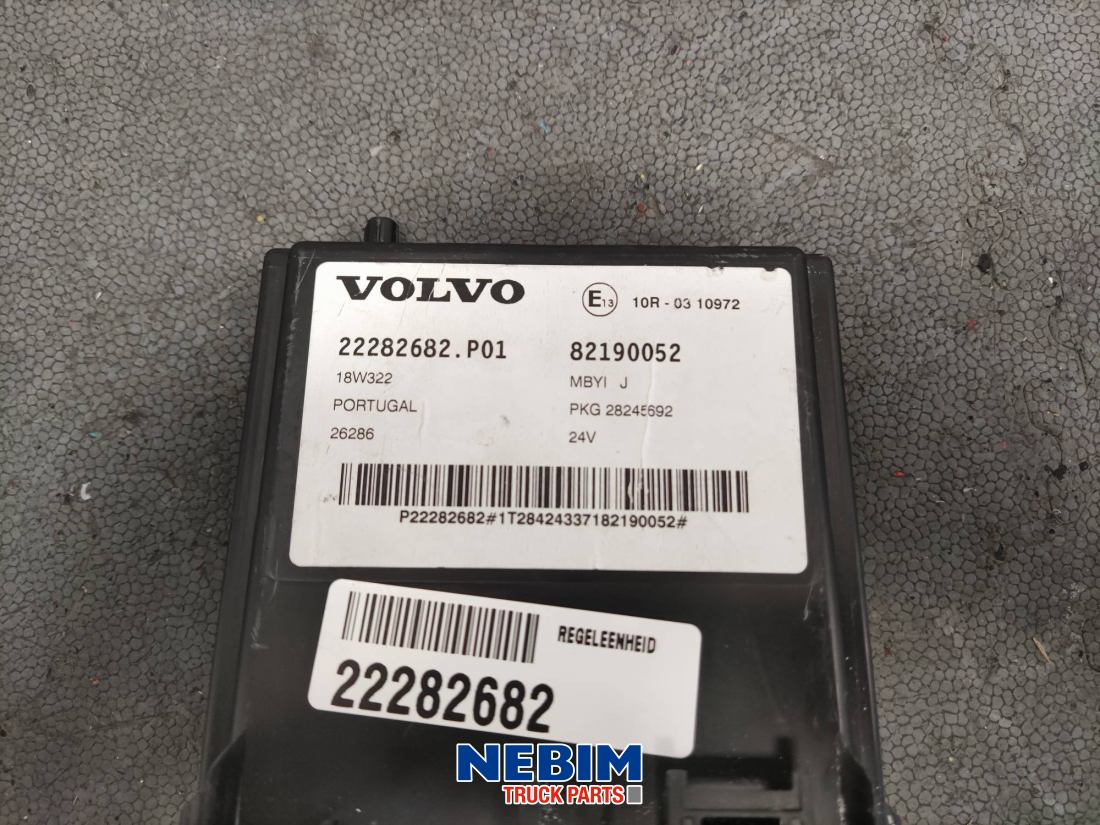 VOLVO
E13 10R - 03 10972
22282682.P01 82190052
18W322 MBYI J
PORTUGAL PKG 28245692
26286 24V
P22282682#1T28424337182190052#
REGELEENHEID
22282682
NEBIM
TRUCK PARTS